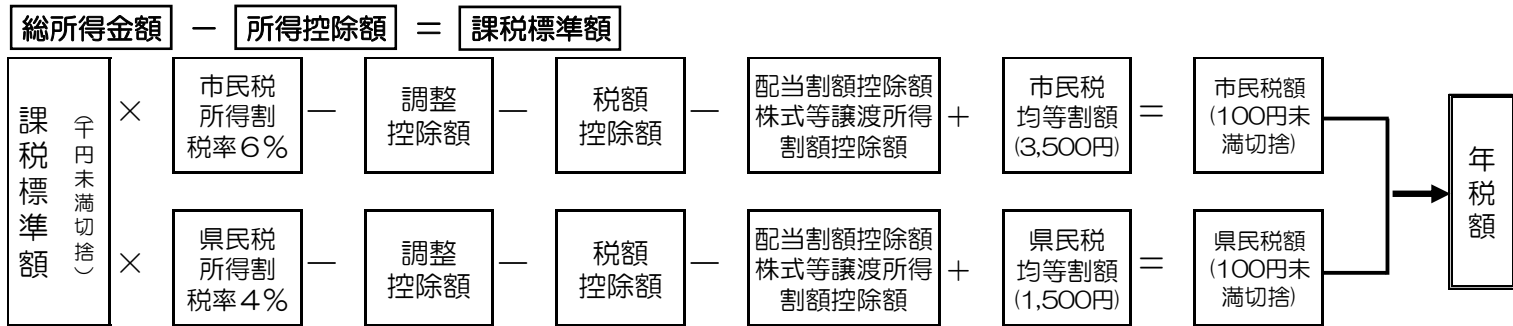 総所得金額 － 所得控除額 ＝ 課税標準額
課税標準額
（千円未満切捨）
×
市民税
所得割
税率６％
－
調整
控除額
－
税額
控除額
－
配当割額控除額
株式等譲渡所得
割額控除額
＋
市民税
均等割額
(3,500円)
＝
市民税額
(100円未
満切捨)
×
県民税
所得割
税率４％
－
調整
控除額
－
税額
控除額
－
配当割額控除額
株式等譲渡所得
割額控除額
＋
県民税
均等割額
(1,500円)
＝
県民税額
(100円未
満切捨)
年税額